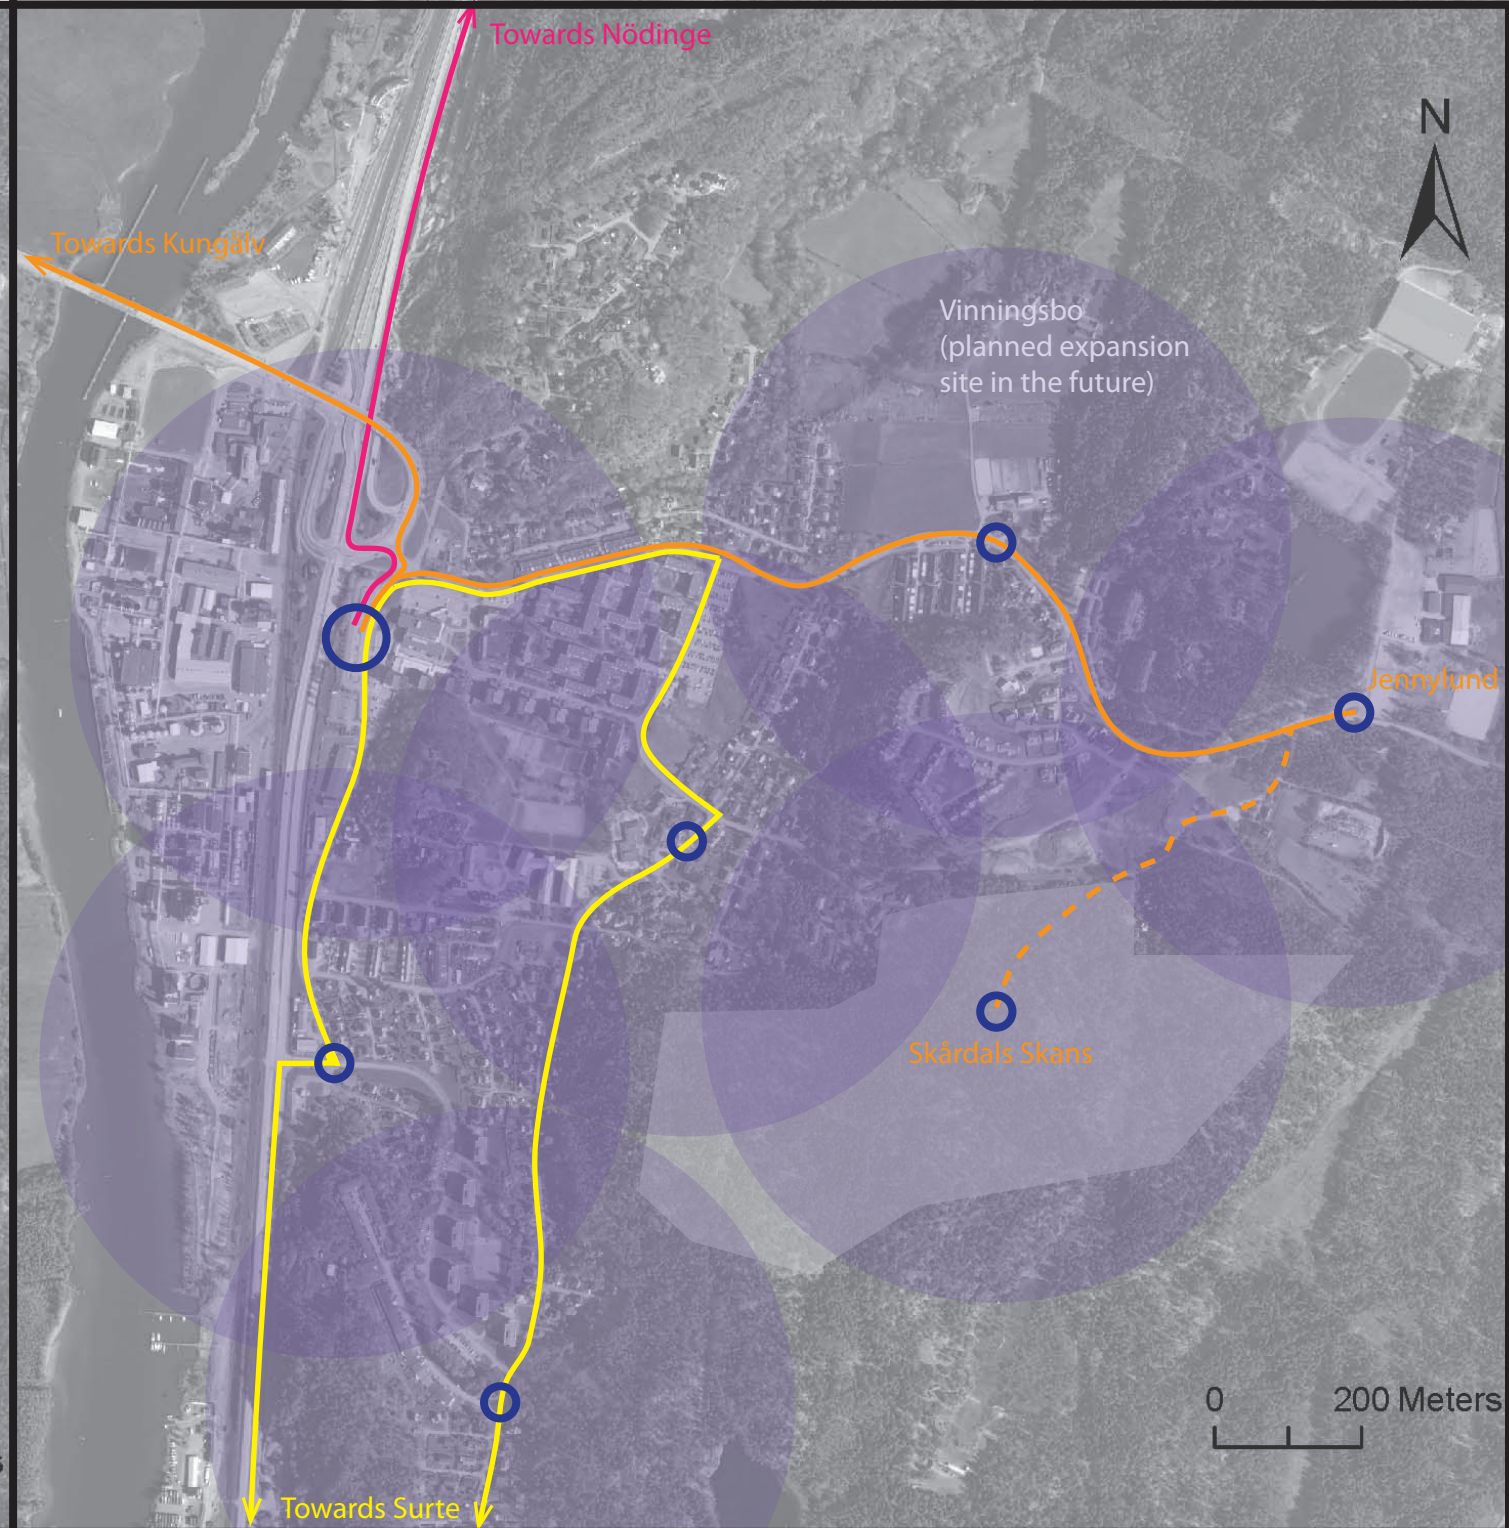 Towards Nödinge
N
Towards Kungälv
Vinningsbo
(planned expansion
site in the future)
Jennylund
Skårdals Skans
0 200 Meters
Towards Surte